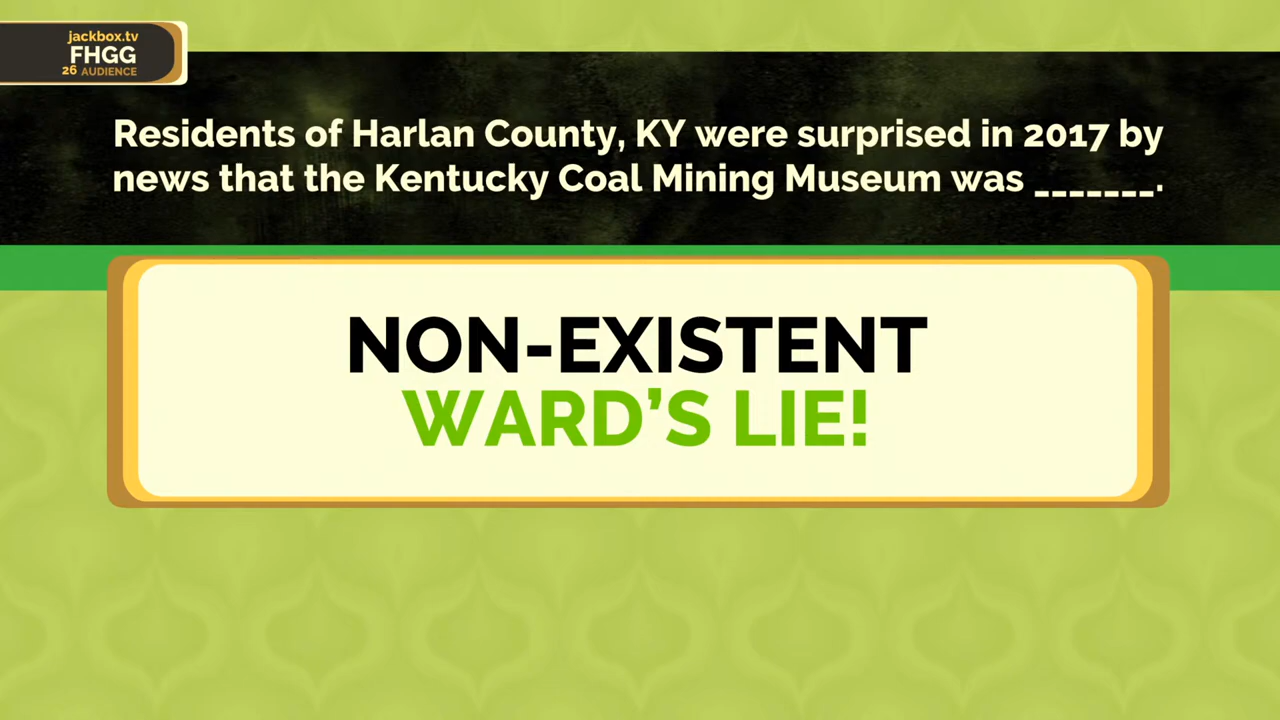 jackbox.tv
FHGG
26 AUDIENCE
Residents of Harlan County, KY were surprised in 2017 by
news that the Kentucky Coal Mining Museum was _______.
NON-EXISTENT
WARD'S LIE!